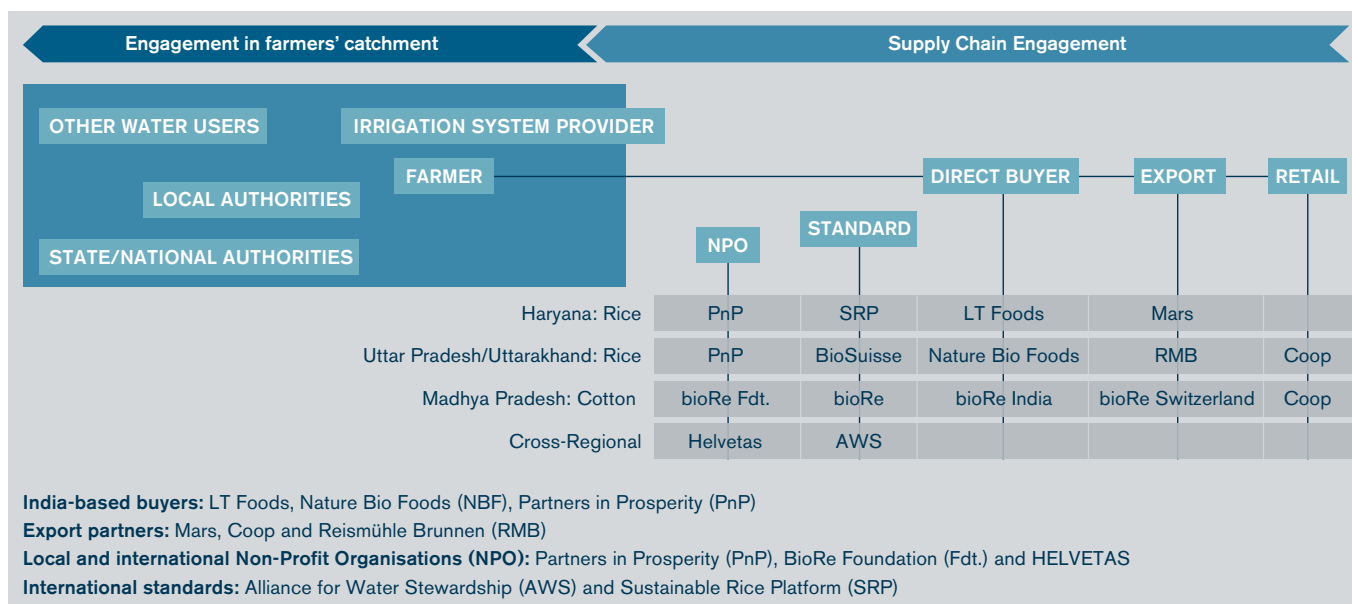 Engagement in farmers' catchment
Supply Chain Engagement
OTHER WATER USERS
IRRIGATION SYSTEM PROVIDER
FARMER
DIRECT BUYER
EXPORT
RETAIL
LOCAL AUTHORITIES
STANDARD
NPO
STATE/NATIONAL AUTHORITIES
Haryana: Rice PnP SRP LT Foods Mars
Uttar Pradesh/Uttarakhand: Rice PnP BioSuisse Nature Bio Foods RMB Coop
Madhya Pradesh: Cotton bioRe Fdt. bioRe bioRe India bioRe Switzerland Coop
Cross-Regional Helvetas AWS
India-based buyers: LT Foods, Nature Bio Foods (NBF), Partners in Prosperity (PnP)
Export partners: Mars, Coop and Reismühle Brunnen (RMB)
Local and international Non-Profit Organisations (NPO): Partners in Prosperity (PnP), BioRe Foundation (Fdt.) and HELVETAS
International standards: Alliance for Water Stewardship (AWS) and Sustainable Rice Platform (SRP)